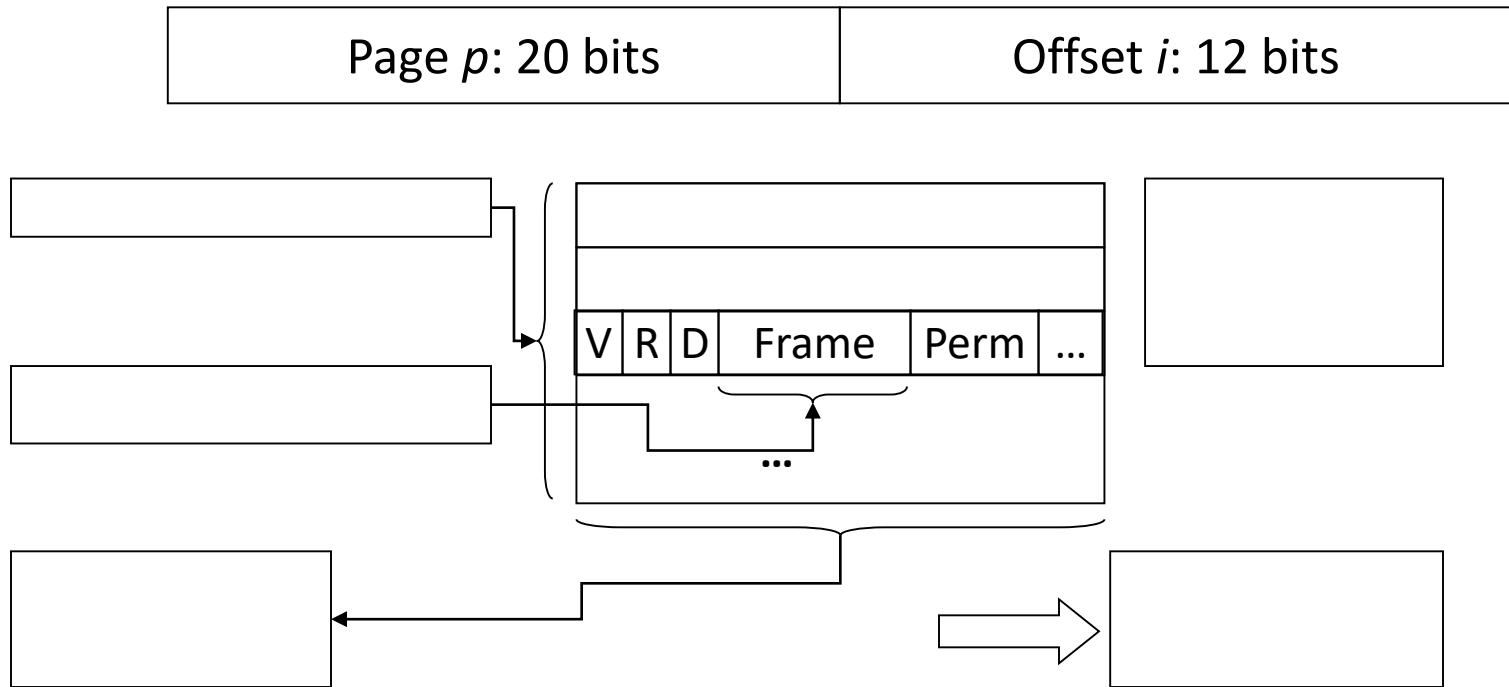 Page p: 20 bits Offset i: 12 bits
V R D Frame Perm ...
...